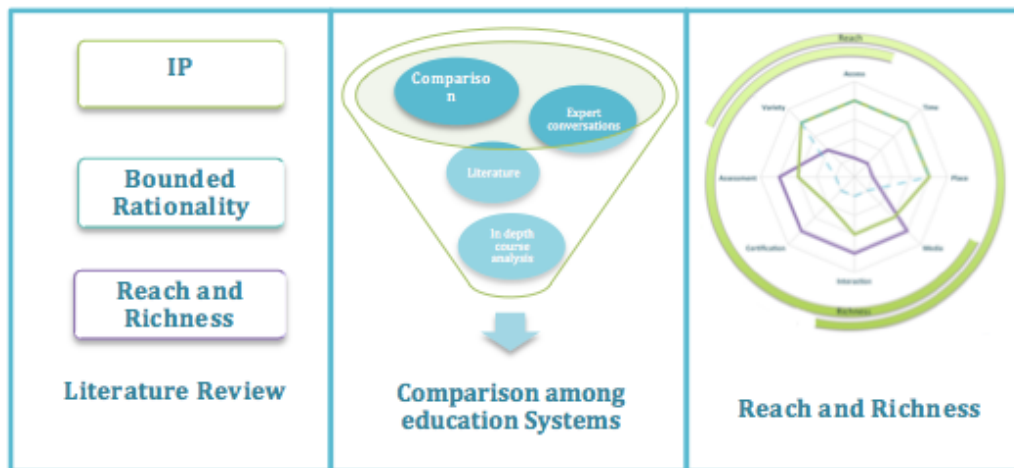 IP
Bounded
Rationality
Reach and
Richness
Literature Review
Compariso
n
Expert
conversations
Literature
In depth
course
analysis
Comparison among
education Systems
Reach
Access
Variety
Time
Assessment
Place
Certification
Media
Interaction
Richness
Reach and Richness